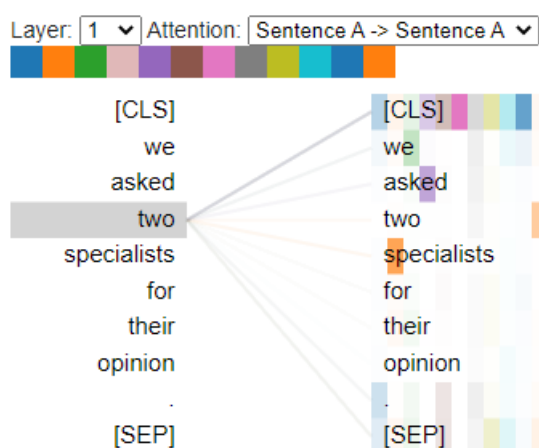 Layer: 1 Attention: Sentence A -> Sentence A
[CLS] [CLS]
we we
asked asked
two two
specialists specialists
for for
their their
opinion opinion
. .
[SEP] [SEP]